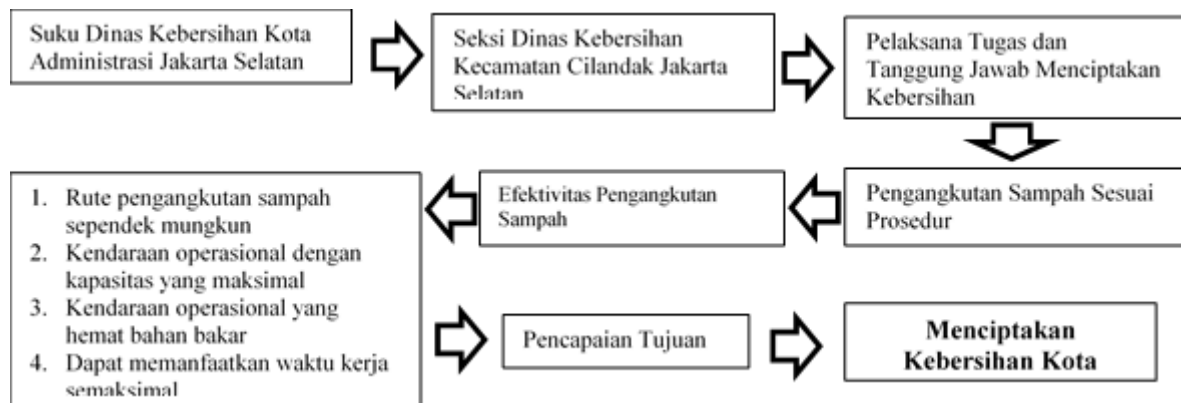 Suku Dinas Kebersihan Kota
Administrasi Jakarta Selatan
Seksi Dinas Kebersihan
Kecamatan Cilandak Jakarta
Selatan
Pelaksana Tugas dan
Tanggung Jawab Menciptakan
Kebersihan
Pengangkutan Sampah Sesuai
Prosedur
Efektivitas Pengangkutan
Sampah
1. Rute pengangkutan sampah
sependek mungkun
2. Kendaraan operasional dengan
kapasitas yang maksimal
3. Kendaraan operasional yang
hemat bahan bakar
4. Dapat memanfaatkan waktu kerja
semaksimal
Pencapaian Tujuan
Menciptakan
Kebersihan Kota